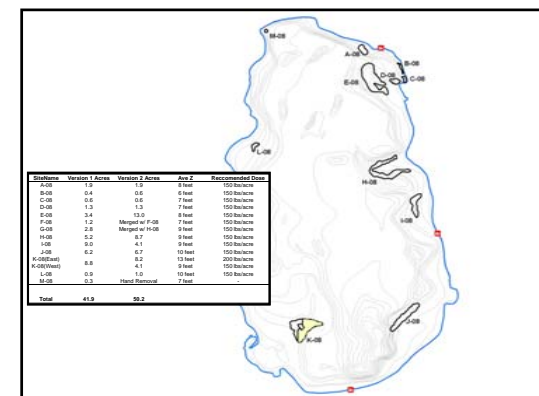 M-08
A-08
B-08
D-08
C-08
E-08
L-08
H-08
I-08
J-08
K-08
SiteName Version 1 Acres Version 2 Acres Ave Z Reccomended Dose
A-08 1.9 1.9 8 feet 150 lbs/acre
B-08 0.4 0.6 6 feet 150 lbs/acre
C-08 0.6 0.6 7 feet 150 lbs/acre
D-08 1.3 1.3 7 feet 150 lbs/acre
E-08 3.4 13.0 8 feet 150 lbs/acre
F-08 1.2 Merged w/ F-08 7 feet 150 lbs/acre
G-08 2.8 Merged w/ H-08 9 feet 150 lbs/acre
H-08 5.2 8.7 9 feet 150 lbs/acre
I-08 9.0 4.1 9 feet 150 lbs/acre
J-08 6.2 6.7 10 feet 150 lbs/acre
K-08(East) 8.8 8.2 13 feet 200 lbs/acre
K-08(West) 4.1 9 feet 150 lbs/acre
L-08 0.9 1.0 10 feet 150 lbs/acre
M-08 0.3 Hand Removal 7 feet -
Total 41.9 50.2